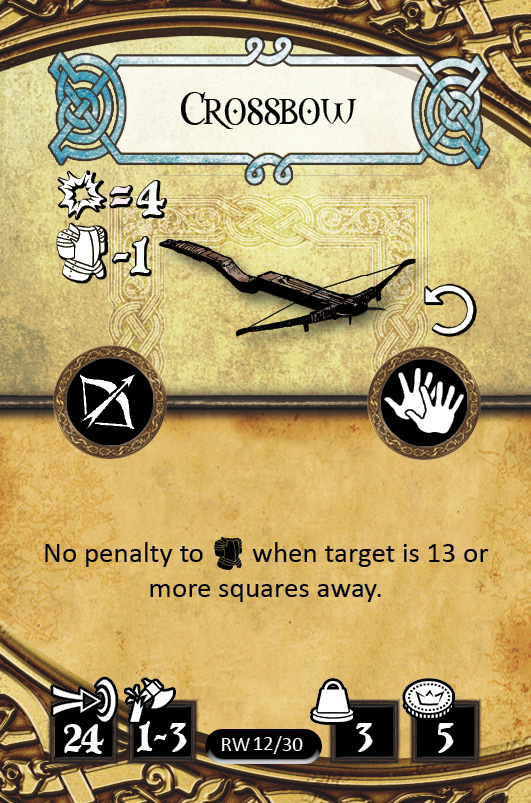 Crossbow
=4
-1
No penalty to when target is 13 or
more squares away.
24
1-3
RW 12/30
3
5